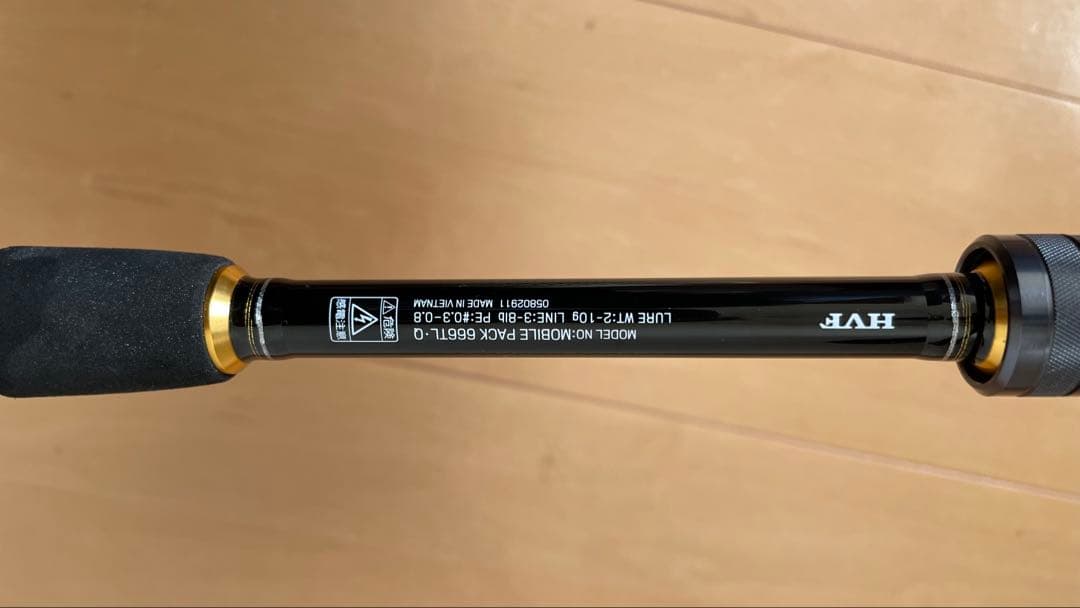 HVF
MODEL NO:MOBILE PACK 666TL・Q
LURE WT:2-10g LINE:3-8lb PE:#0.3-0.8
05802911 MADE IN VIETNAM
危険
感電注意